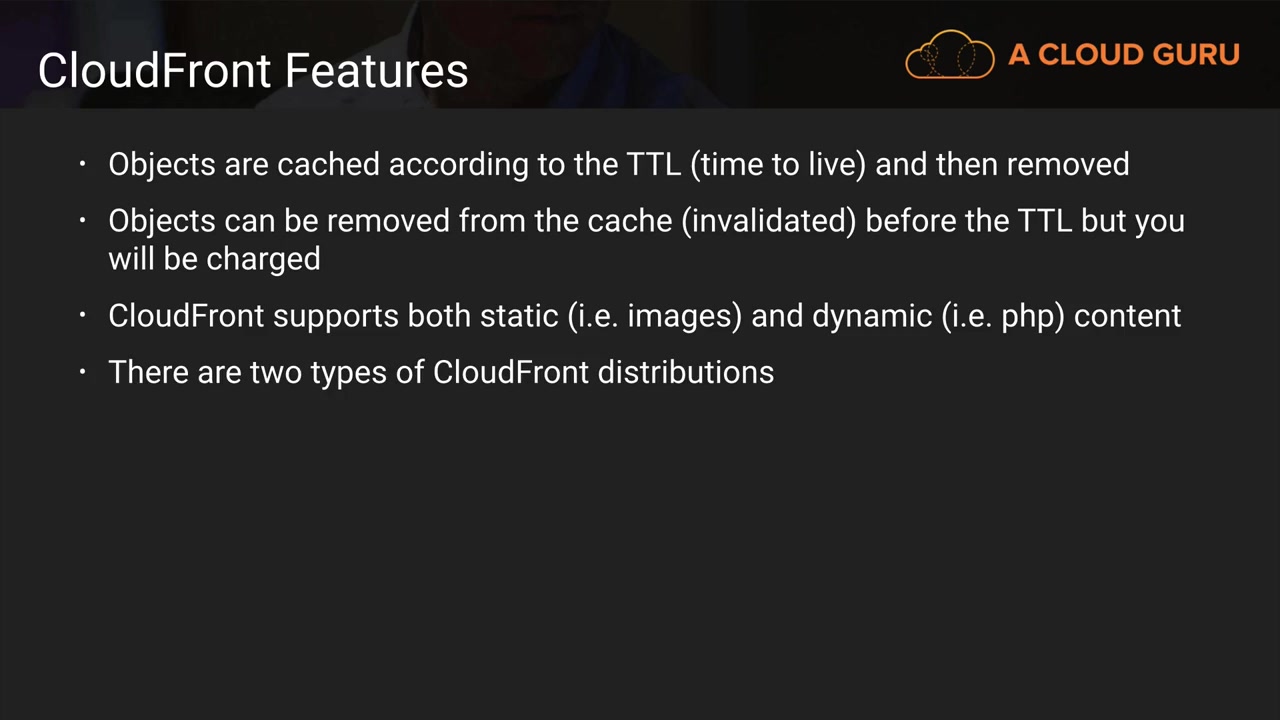 CloudFront Features
A CLOUD GURU
• Objects are cached according to the TTL (time to live) and then removed
• Objects can be removed from the cache (invalidated) before the TTL but you
will be charged
• CloudFront supports both static (i.e. images) and dynamic (i.e. php) content
• There are two types of CloudFront distributions